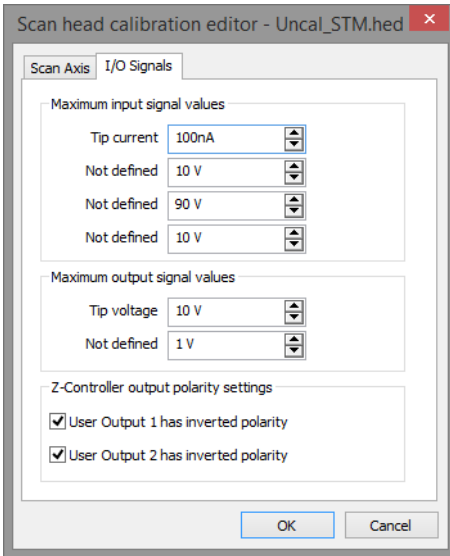 Scan head calibration editor - Uncal_STM.hed
Scan Axis I/O Signals
Maximum input signal values
Tip current 100nA
Not defined 10 V
Not defined 90 V
Not defined 10 V
Maximum output signal values
Tip voltage 10 V
Not defined 1 V
Z-Controller output polarity settings
User Output 1 has inverted polarity
User Output 2 has inverted polarity
OK Cancel